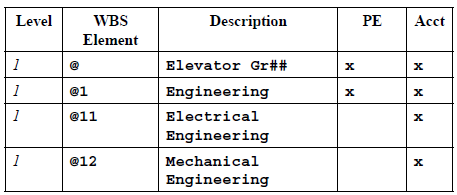 Level WBS Element Description PE Acct
1 @ Elevator Gr## x x
1 @1 Engineering x x
1 @11 Electrical Engineering x
1 @12 Mechanical Engineering x